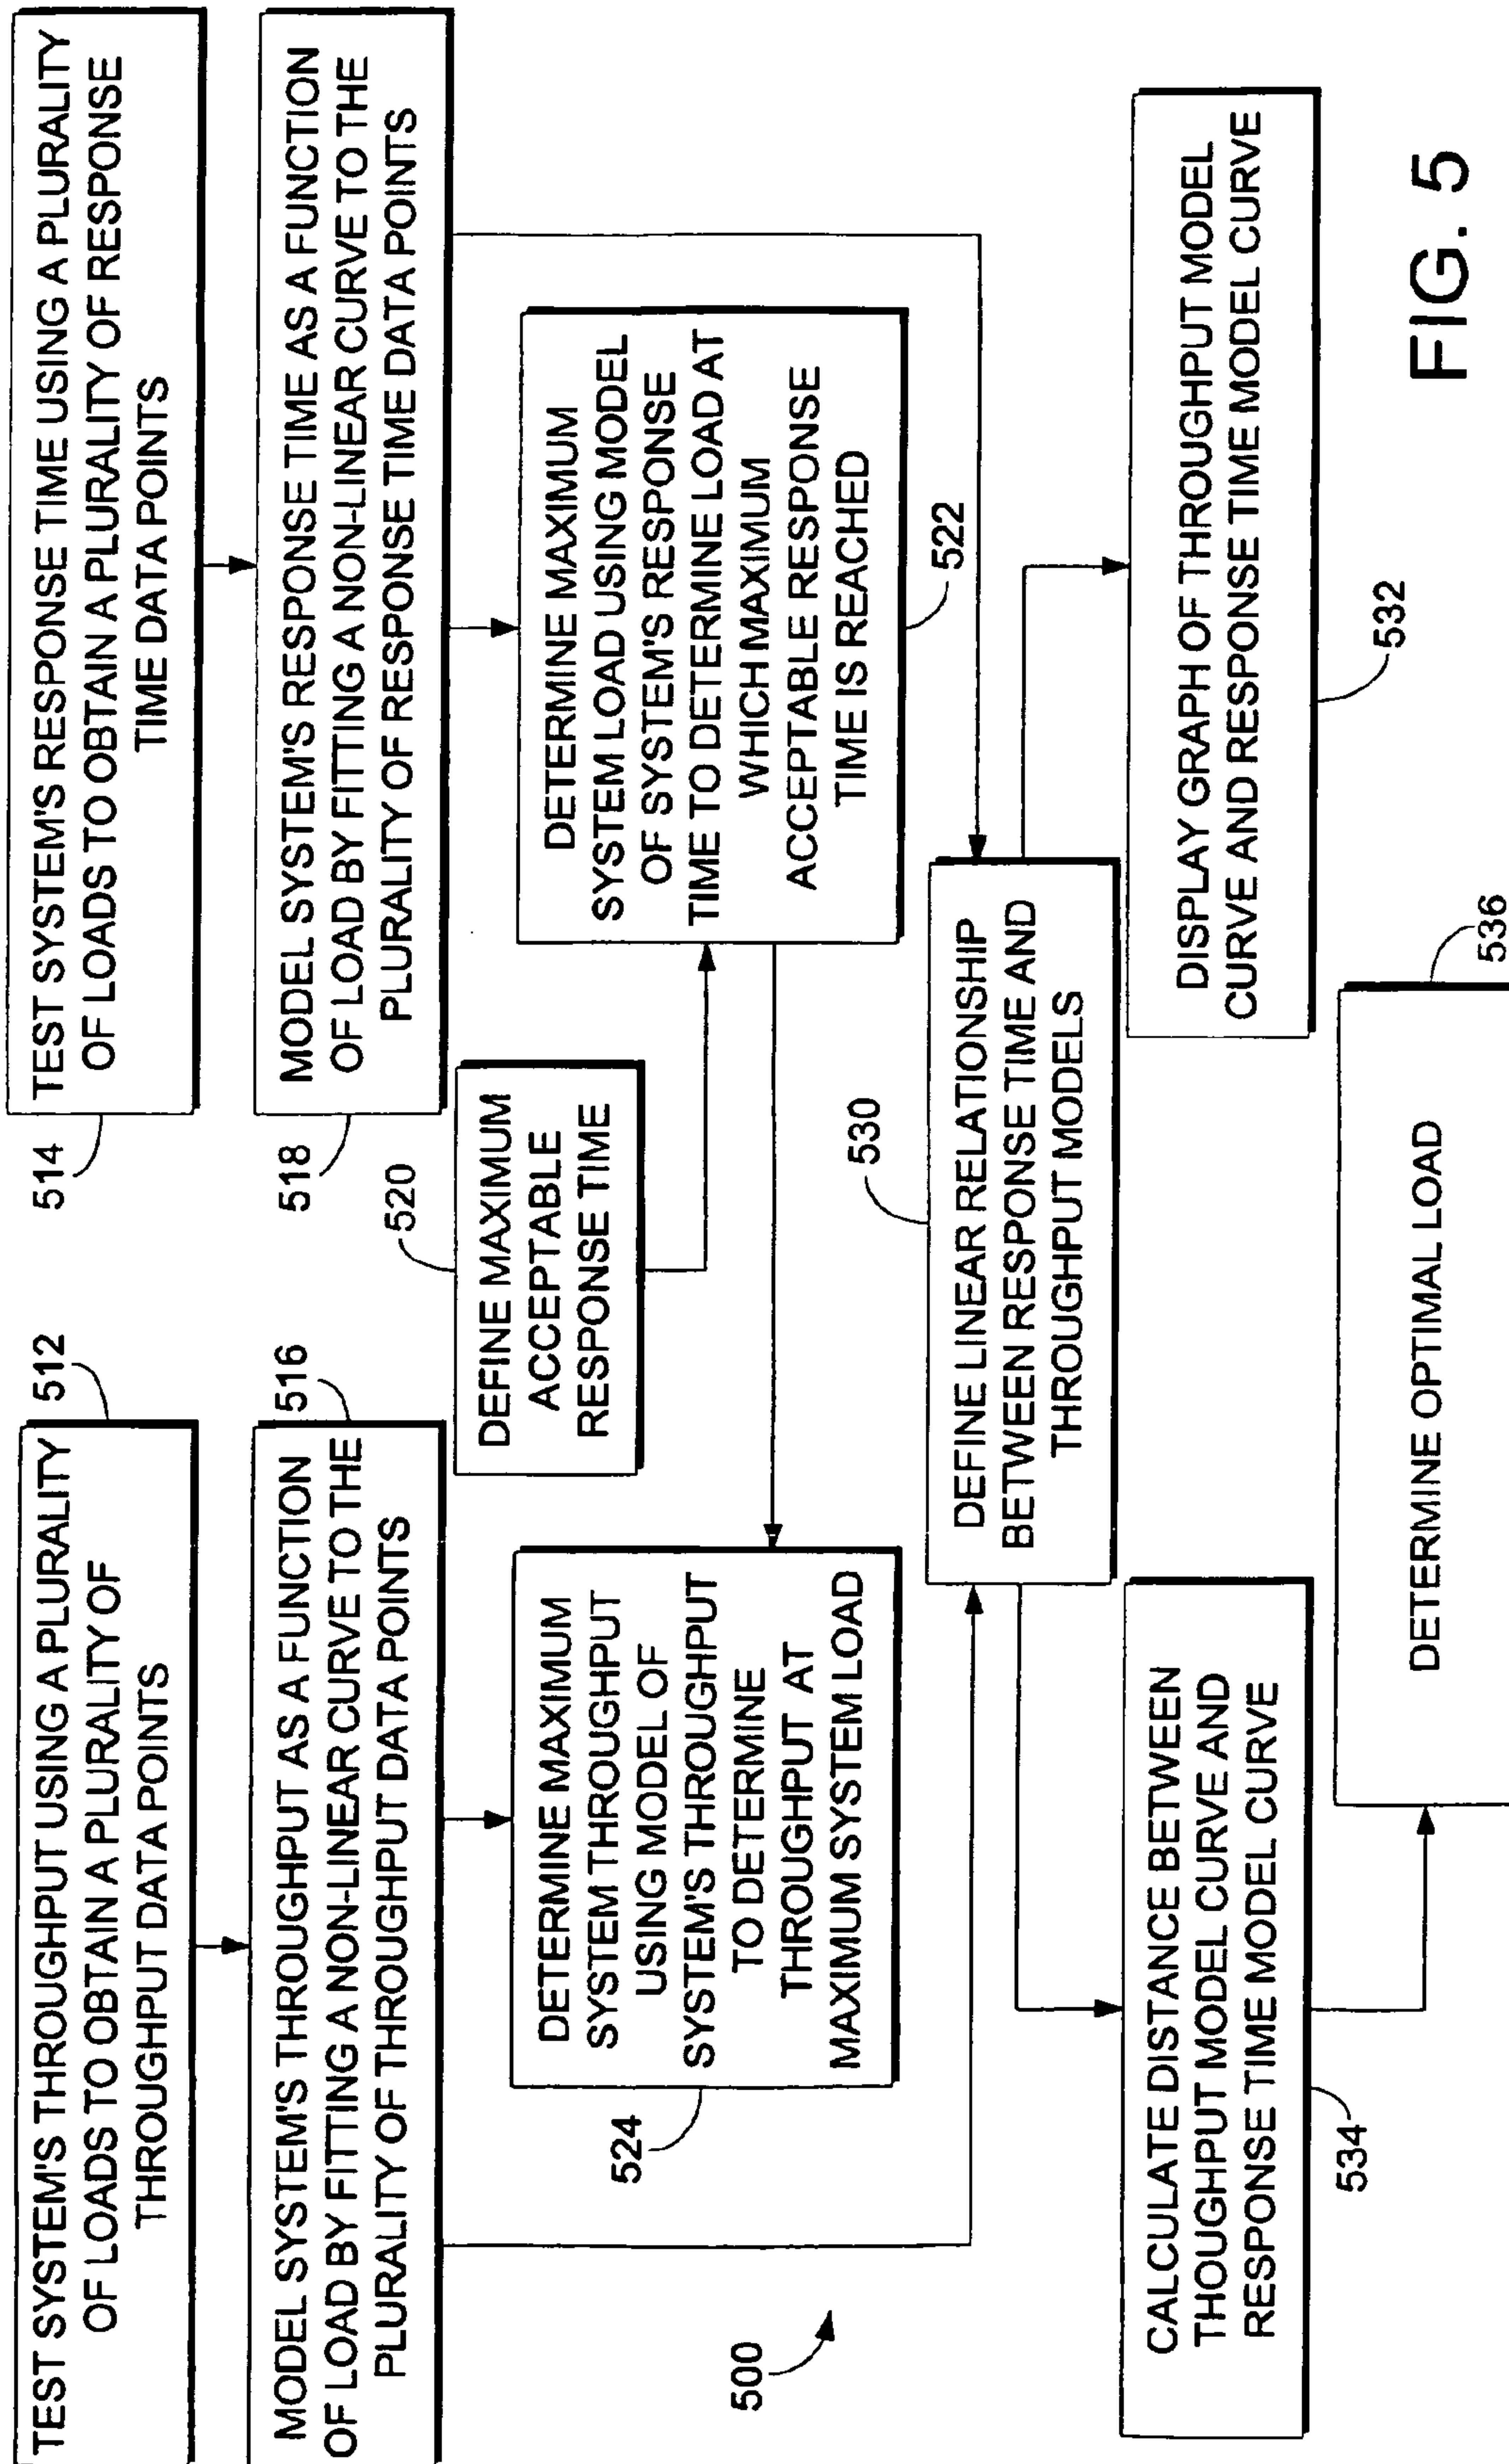 TEST SYSTEM'S THROUGHPUT USING A PLURALITY
OF LOADS TO OBTAIN A PLURALITY OF
THROUGHPUT DATA POINTS
512
514
TEST SYSTEM'S RESPONSE TIME USING A PLURALITY
OF LOADS TO OBTAIN A PLURALITY OF RESPONSE
TIME DATA POINTS
MODEL SYSTEM'S THROUGHPUT AS A FUNCTION
OF LOAD BY FITTING A NON-LINEAR CURVE TO THE
PLURALITY OF THROUGHPUT DATA POINTS
516
518
MODEL SYSTEM'S RESPONSE TIME AS A FUNCTION
OF LOAD BY FITTING A NON-LINEAR CURVE TO THE
PLURALITY OF RESPONSE TIME DATA POINTS
520
DEFINE MAXIMUM
ACCEPTABLE
RESPONSE TIME
DETERMINE MAXIMUM
SYSTEM THROUGHPUT
USING MODEL OF
SYSTEM'S THROUGHPUT
TO DETERMINE
THROUGHPUT AT
MAXIMUM SYSTEM LOAD
524
DETERMINE MAXIMUM
SYSTEM LOAD USING MODEL
OF SYSTEM'S RESPONSE
TIME TO DETERMINE LOAD AT
WHICH MAXIMUM
ACCEPTABLE RESPONSE
TIME IS REACHED
522
500
530
DEFINE LINEAR RELATIONSHIP
BETWEEN RESPONSE TIME AND
THROUGHPUT MODELS
CALCULATE DISTANCE BETWEEN
THOUGHPUT MODEL CURVE AND
RESPONSE TIME MODEL CURVE
534
DISPLAY GRAPH OF THROUGHPUT MODEL
CURVE AND RESPONSE TIME MODEL CURVE
532
DETERMINE OPTIMAL LOAD
536
FIG. 5